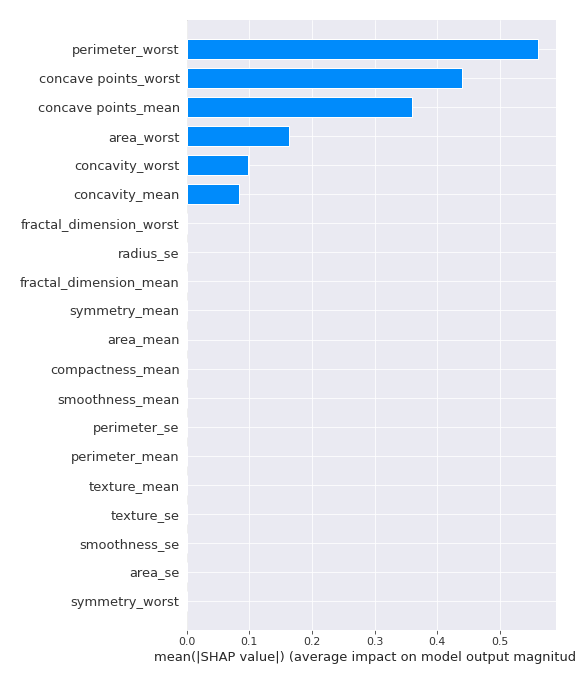 perimeter_worst
concave points_worst
concave points_mean
area_worst
concavity_worst
concavity_mean
fractal_dimension_worst
radius_se
fractal_dimension_mean
symmetry_mean
area_mean
compactness_mean
smoothness_mean
perimeter_se
perimeter_mean
texture_mean
texture_se
smoothness_se
area_se
symmetry_worst
0.0 0.1 0.2 0.3 0.4 0.5
mean(|SHAP value|) (average impact on model output magnitud